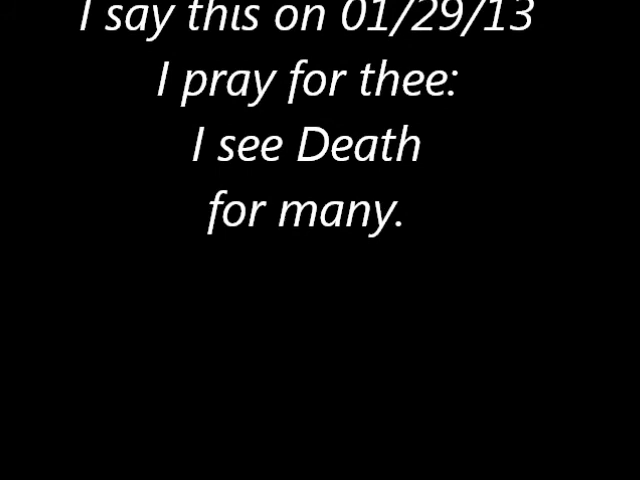 I say this on 01/29/13
I pray for thee:
I see Death
for many.